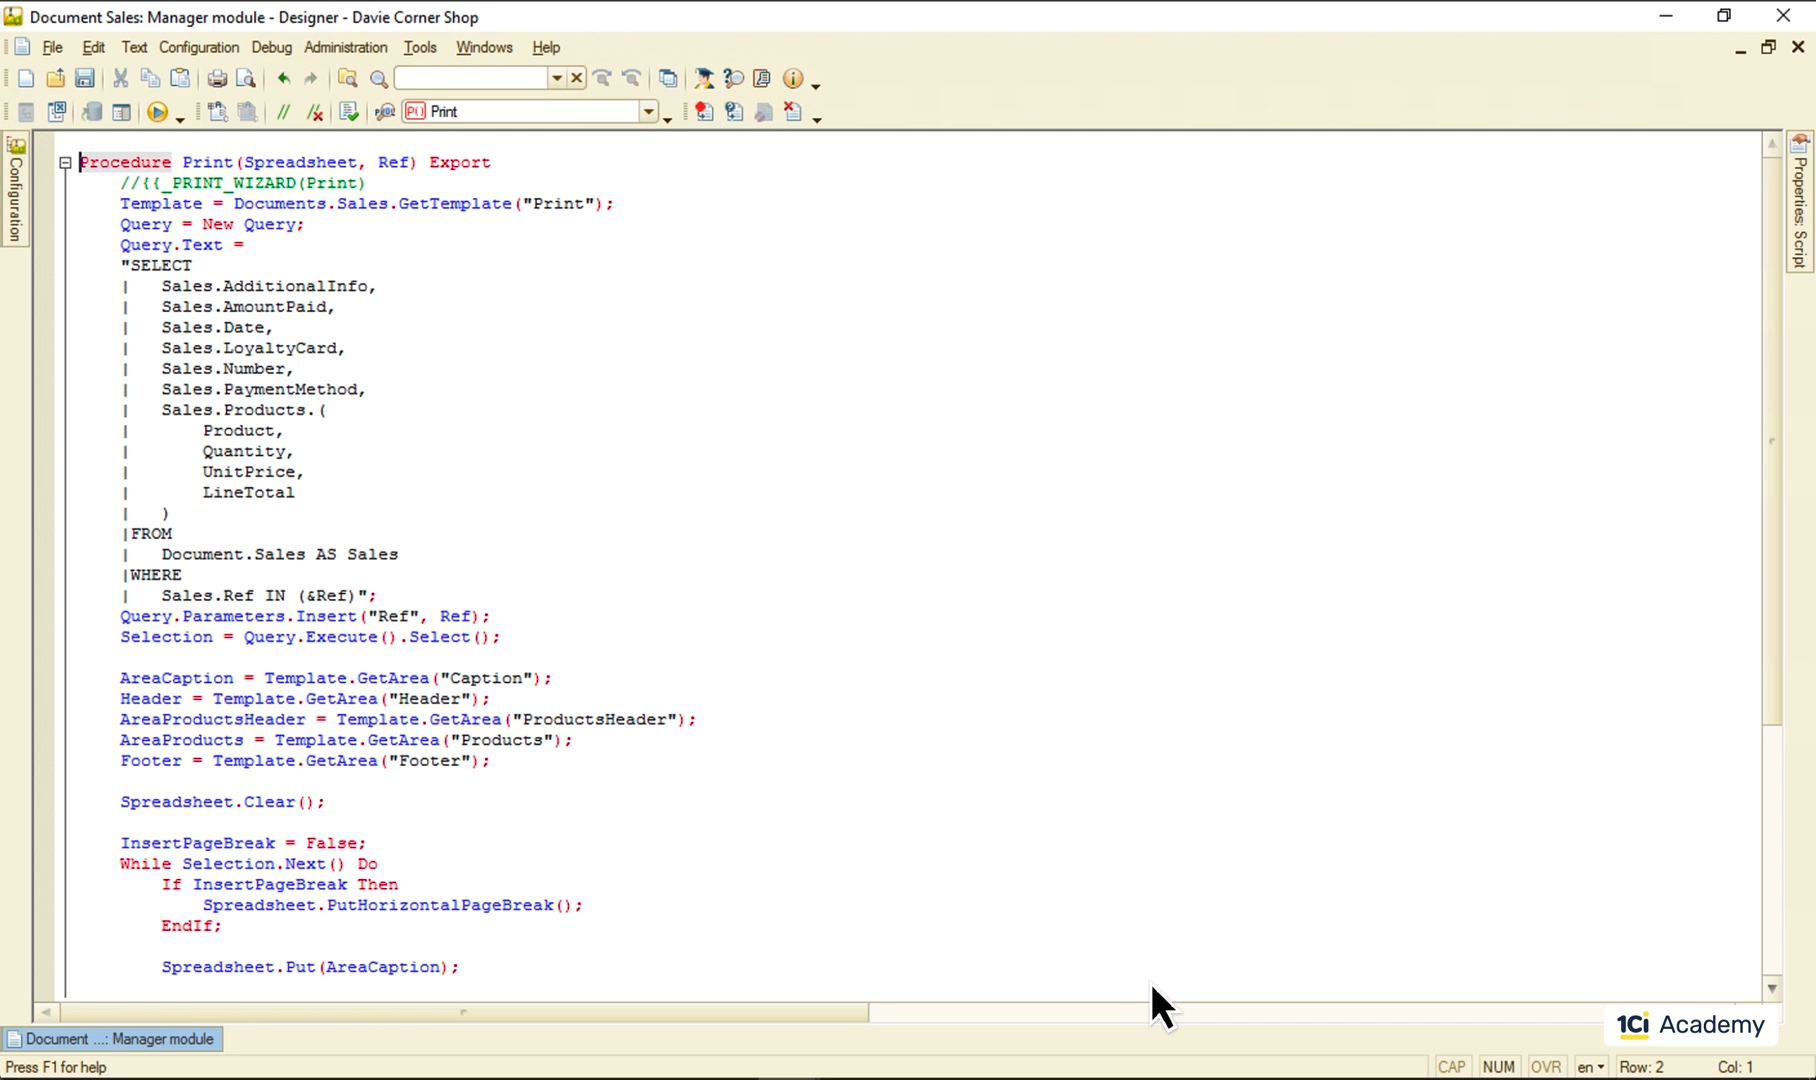 Document Sales: Manager module - Designer - Davie Corner Shop
File Edit Text Configuration Debug Administration Tools Windows Help
P() Print
Configuration
Properties: Script
Procedure Print(Spreadsheet, Ref) Export
//{{_PRINT_WIZARD(Print)
Template = Documents.Sales.GetTemplate("Print");
Query = New Query;
Query.Text =
"SELECT
|   Sales.AdditionalInfo,
|   Sales.AmountPaid,
|   Sales.Date,
|   Sales.LoyaltyCard,
|   Sales.Number,
|   Sales.PaymentMethod,
|   Sales.Products.(
|       Product,
|       Quantity,
|       UnitPrice,
|       LineTotal
|   )
|FROM
|   Document.Sales AS Sales
|WHERE
|   Sales.Ref IN (&Ref)";
Query.Parameters.Insert("Ref", Ref);
Selection = Query.Execute().Select();
AreaCaption = Template.GetArea("Caption");
Header = Template.GetArea("Header");
AreaProductsHeader = Template.GetArea("ProductsHeader");
AreaProducts = Template.GetArea("Products");
Footer = Template.GetArea("Footer");
Spreadsheet.Clear();
InsertPageBreak = False;
While Selection.Next() Do
If InsertPageBreak Then
Spreadsheet.PutHorizontalPageBreak();
EndIf;
Spreadsheet.Put(AreaCaption);
1Ci Academy
Document ...: Manager module
Press F1 for help
CAP NUM OVR en Row: 2 Col: 1